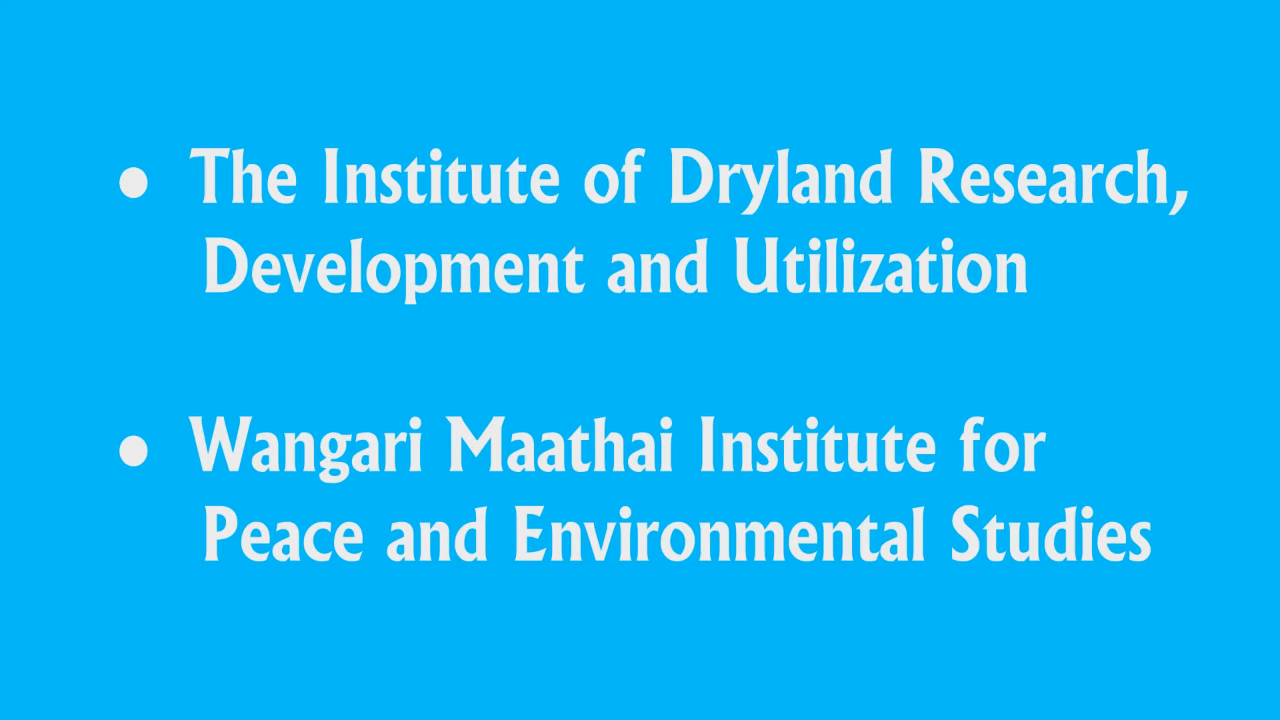 • The Institute of Dryland Research,
Development and Utilization
• Wangari Maathai Institute for
Peace and Environmental Studies